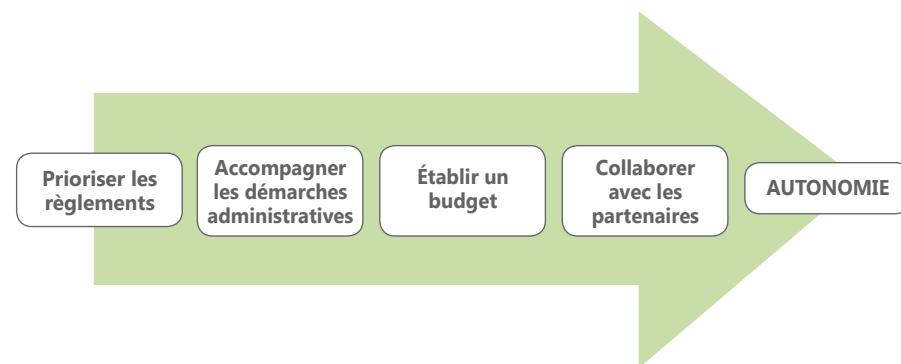 Prioriser les
règlements
Accompagner
les démarches
administratives
Établir un
budget
Collaborer
avec les
partenaires
AUTONOMIE